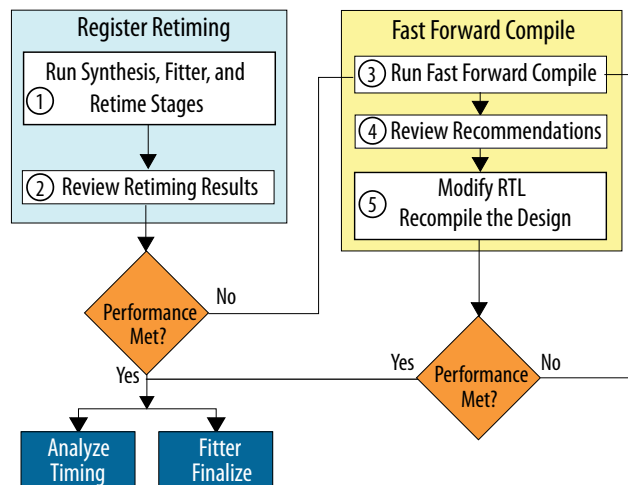 Register Retiming
Run Synthesis, Fitter, and
1
Retime Stages
2 Review Retiming Results
Performance
Met?
No
Yes
Analyze
Timing
Fitter
Finalize
Fast Forward Compile
3 Run Fast Forward Compile
4 Review Recommendations
Modify RTL
5
Recompile the Design
Performance
Met?
Yes
No